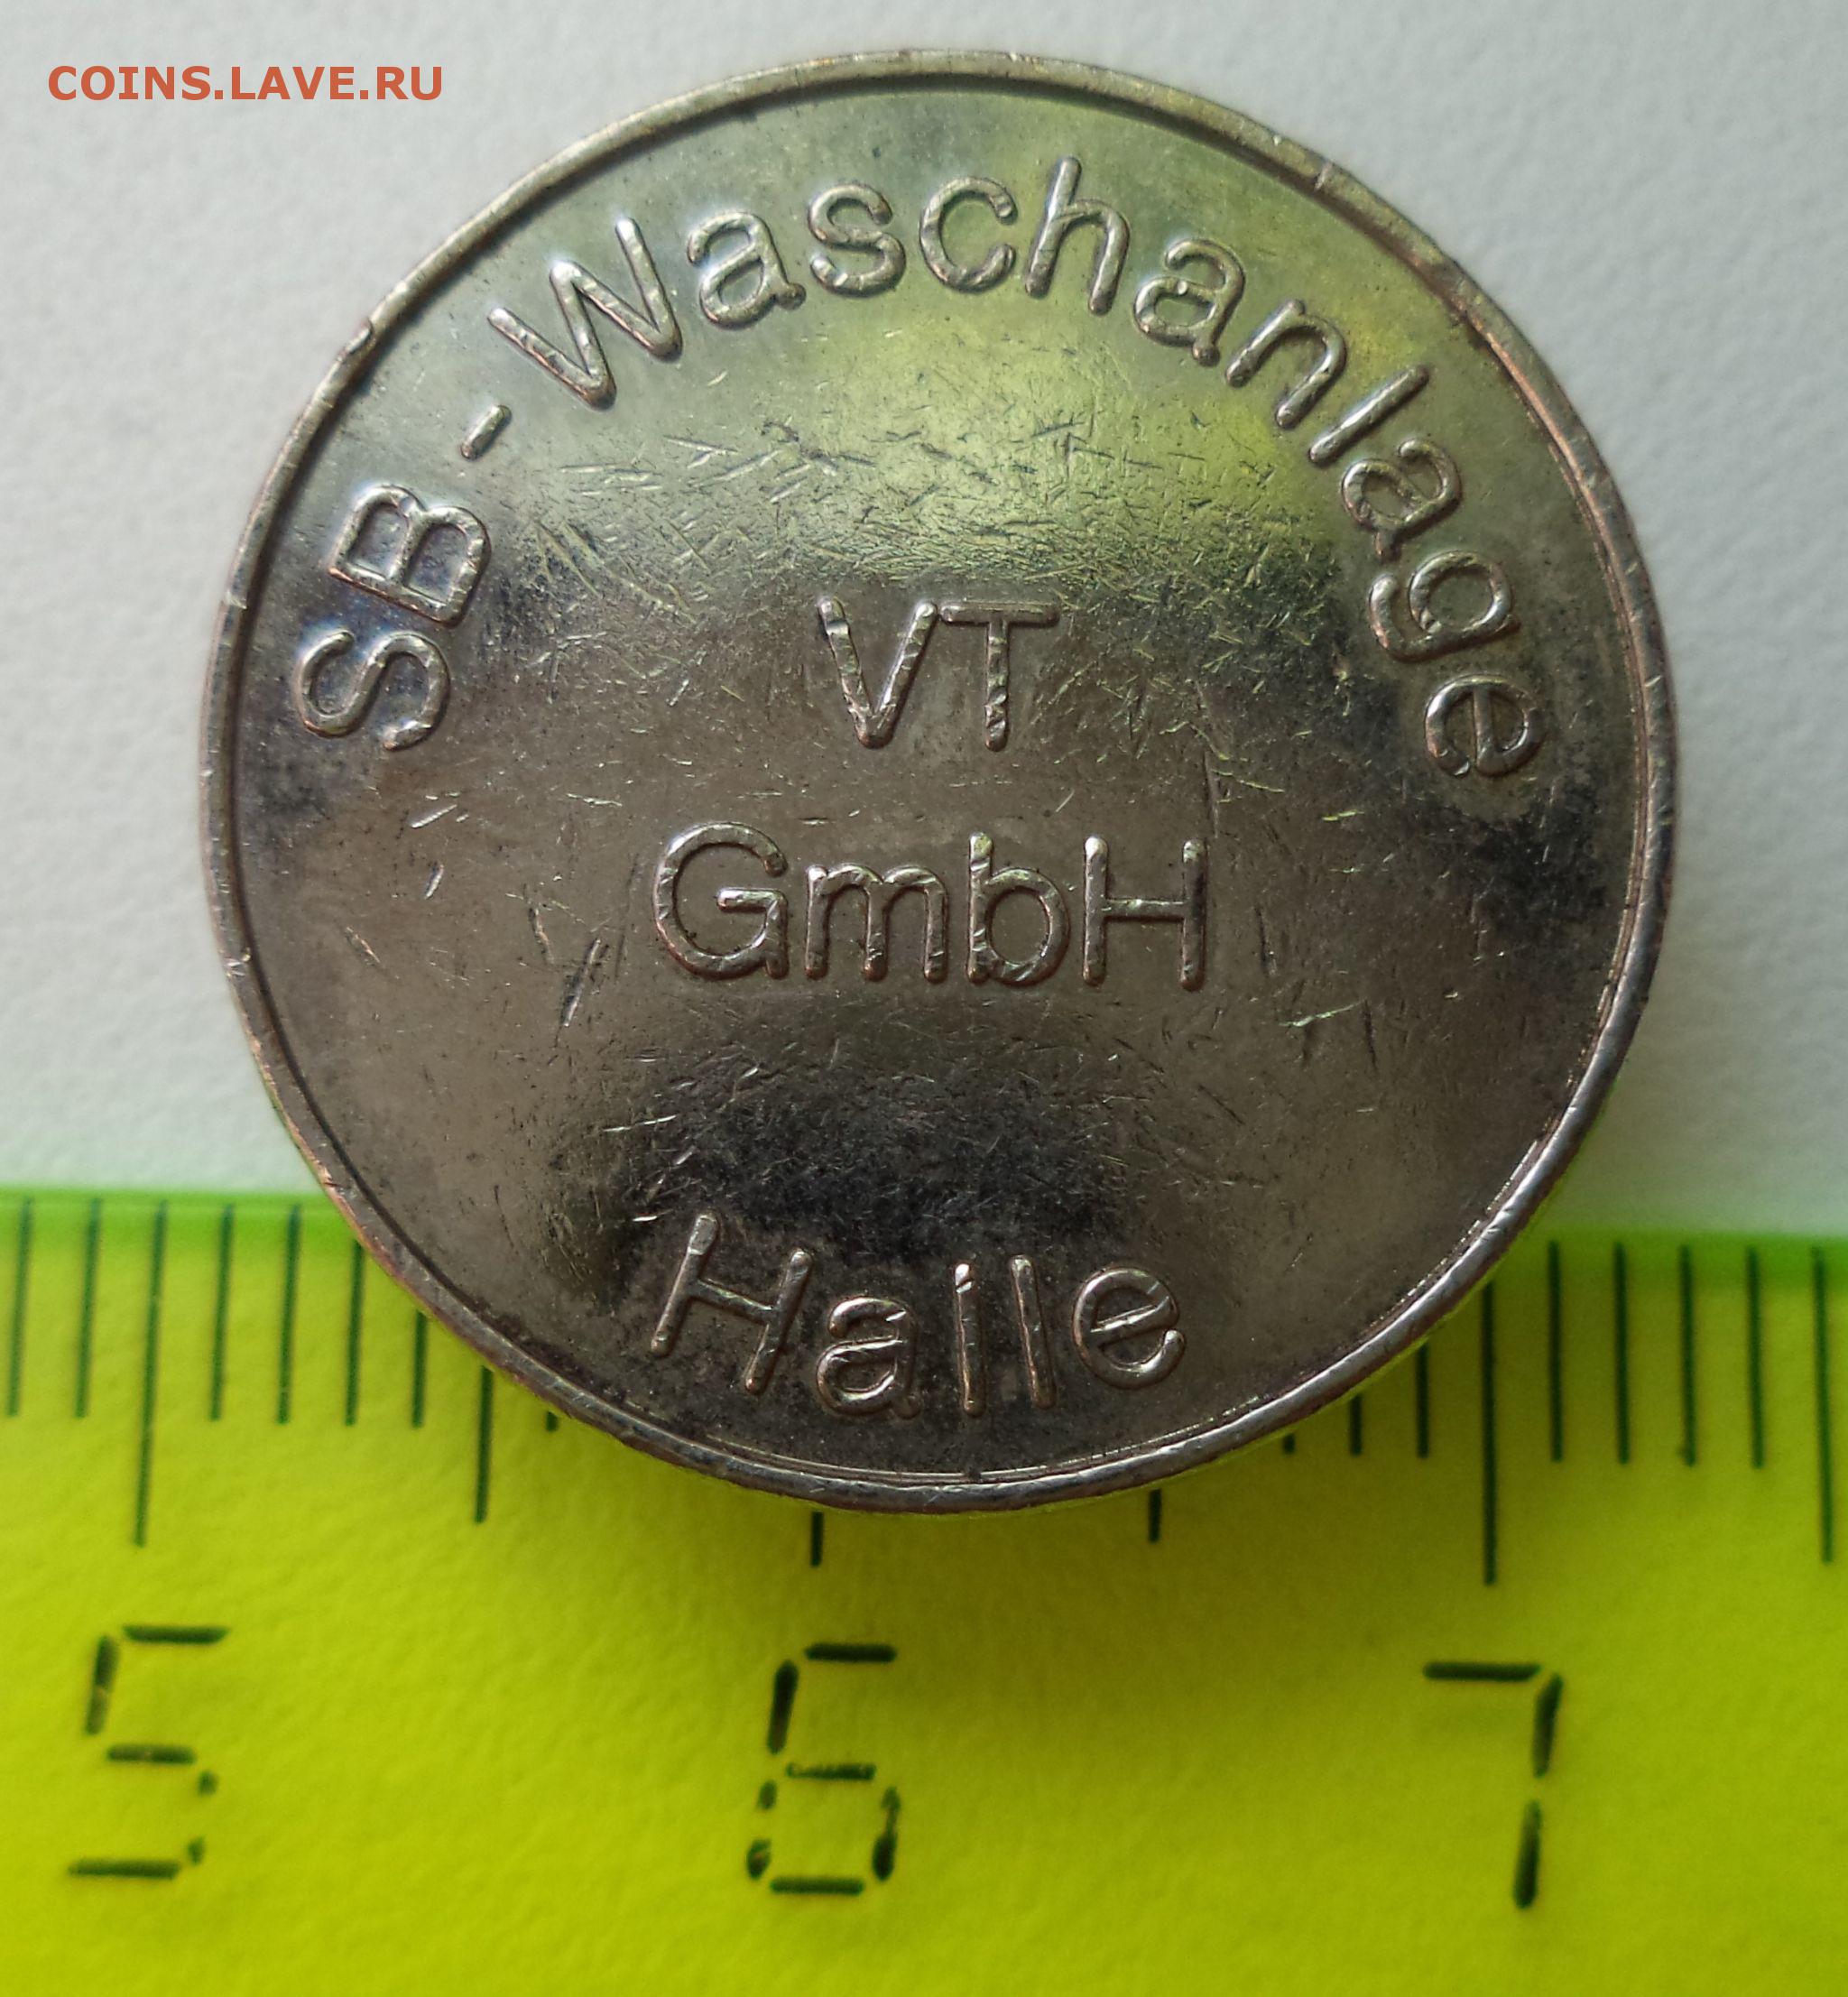 COINS.LAVE.RU
SB-Waschanlage
VT
GmbH
Halle
5 6 7